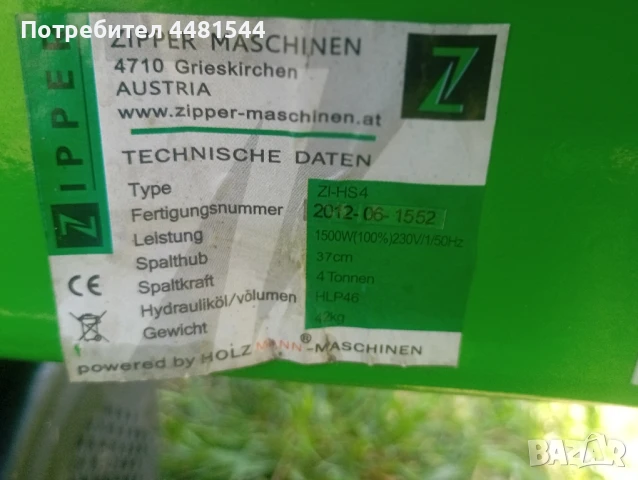 Потребител 4481544
ZIPPER
ZIPPER MASCHINEN
4710 Grieskirchen
AUSTRIA
www.zipper-maschinen.at
TECHNISCHE DATEN
Type ZI-HS4
Fertigungsnummer 2012-06-1552
Leistung 1500W(100%)230V/1/50Hz
Spalthub 37cm
Spaltkraft 4 Tonnen
Hydrauliköl/volumen HLP46
Gewicht 42kg
CE
powered by HOLZMANN®-MASCHINEN
BAZAR